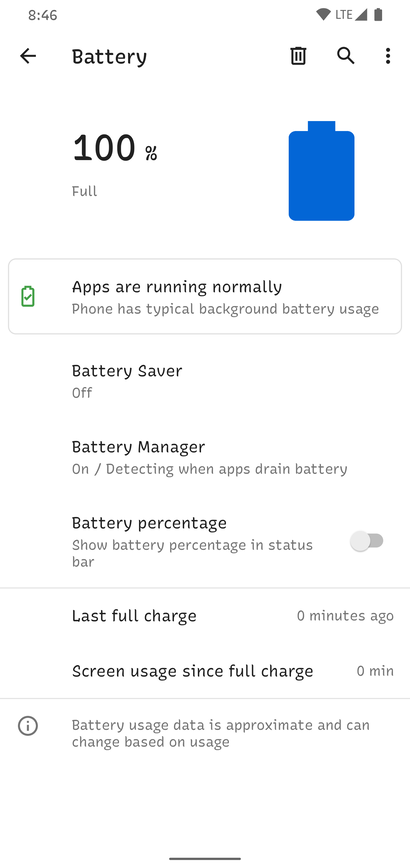 8:46 LTE
Battery
100 %
Full
Apps are running normally
Phone has typical background battery usage
Battery Saver
Off
Battery Manager
On / Detecting when apps drain battery
Battery percentage
Show battery percentage in status
bar
Last full charge 0 minutes ago
Screen usage since full charge 0 min
Battery usage data is approximate and can
change based on usage